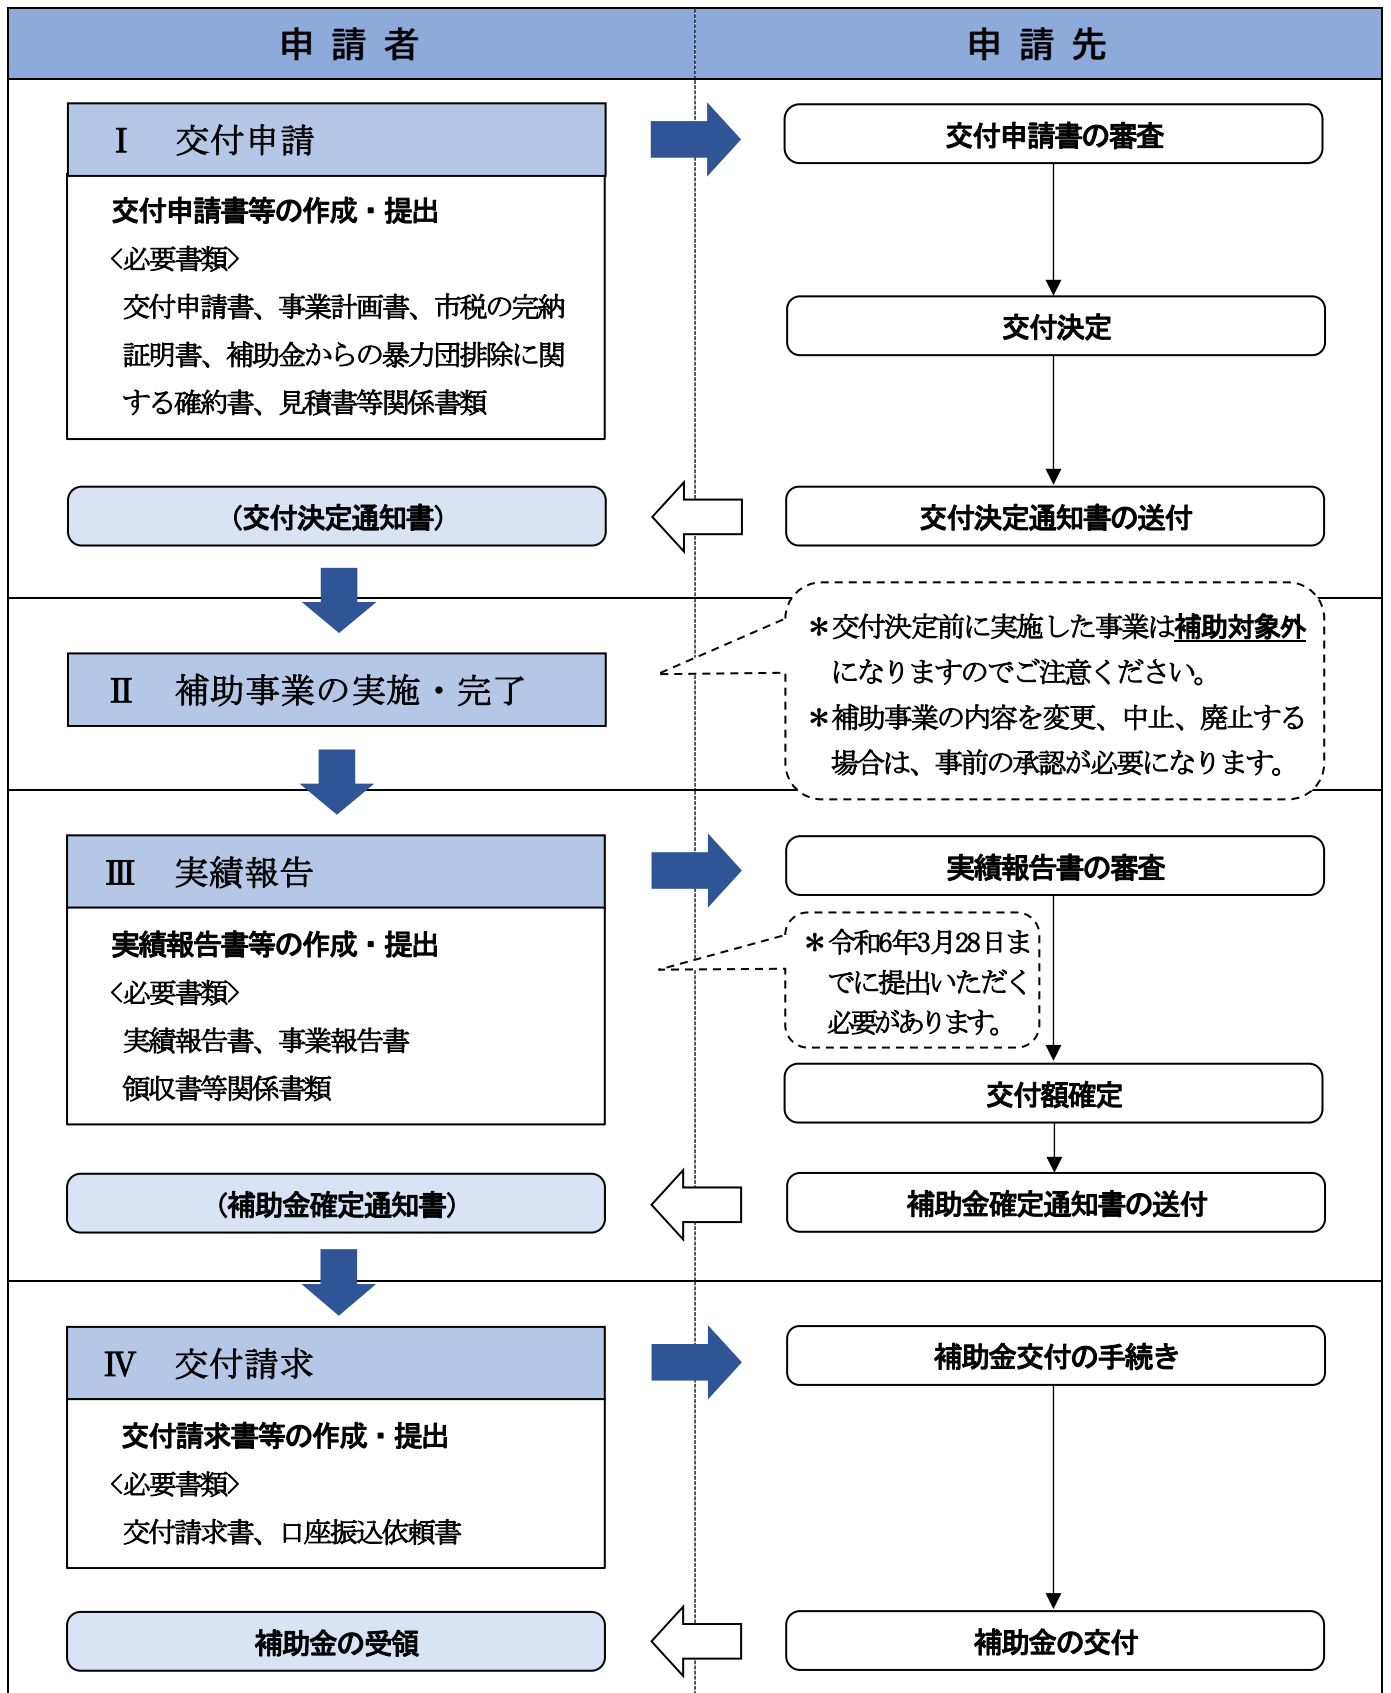 申請者
申請先
Ⅰ 交付申請
交付申請書等の作成・提出
<必要書類>
交付申請書、事業計画書、市税の完納
証明書、補助金からの暴力団排除に関
する確約書、見積書等関係書類
交付申請書の審査
交付決定
(交付決定通知書)
交付決定通知書の送付
Ⅱ 補助事業の実施・完了
＊交付決定前に実施した事業は補助対象外
になりますのでご注意ください。
＊補助事業の内容を変更、中止、廃止する
場合は、事前の承認が必要になります。
Ⅲ 実績報告
実績報告書等の作成・提出
<必要書類>
実績報告書、事業報告書
領収書等関係書類
実績報告書の審査
＊令和6年3月28日ま
でに提出いただく
必要があります。
交付額確定
(補助金確定通知書)
補助金確定通知書の送付
Ⅳ 交付請求
交付請求書等の作成・提出
<必要書類>
交付請求書、口座振込依頼書
補助金交付の手続き
補助金の受領
補助金の交付